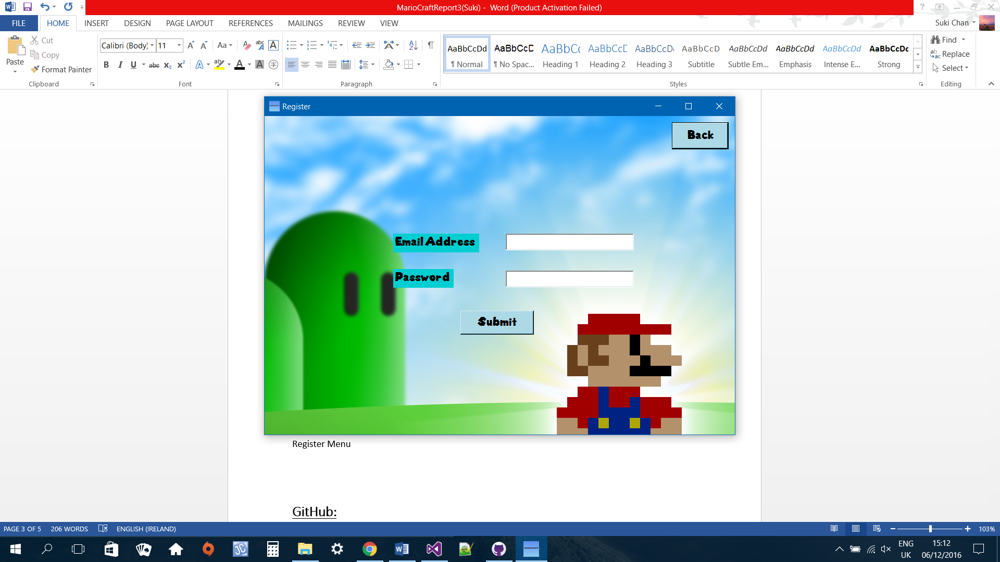 MarioCraftReport3(Suki) - Word (Product Activation Failed)
FILE HOME INSERT DESIGN PAGE LAYOUT REFERENCES MAILINGS REVIEW VIEW Suki Chan
Paste
Cut
Copy
Format Painter
Clipboard
Calibri (Body) 11
Font
Paragraph
AaBbCcDd AaBbCcD AaBbCc AaBbCcD AaBbCcD AaBbCcD AaBbCcDd AaBbCcDd AaBbCcDd AaBbCcDc
¶ Normal ¶ No Spac... Heading 1 Heading 2 Heading 3 Subtitle Subtle Em... Emphasis Intense E... Strong
Styles
Find
Replace
Select
Editing
Register
Back
Email Address
Password
Submit
Register Menu
GitHub:
PAGE 3 OF 5 206 WORDS ENGLISH (IRELAND) 103%
ENG
UK
15:12
06/12/2016